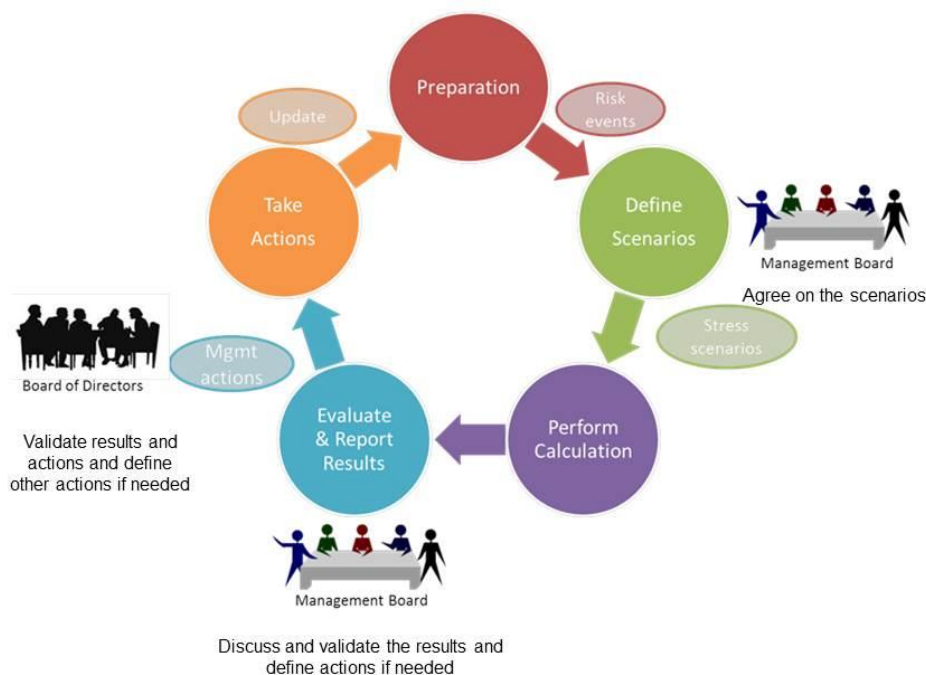 Preparation
Risk
events
Update
Take
Actions
Define
Scenarios
Management Board
Agree on the scenarios
Stress
scenarios
Mgmt
actions
Board of Directors
Validate results and
actions and define
other actions if needed
Evaluate
& Report
Results
Perform
Calculation
Management Board
Discuss and validate the results and
define actions if needed